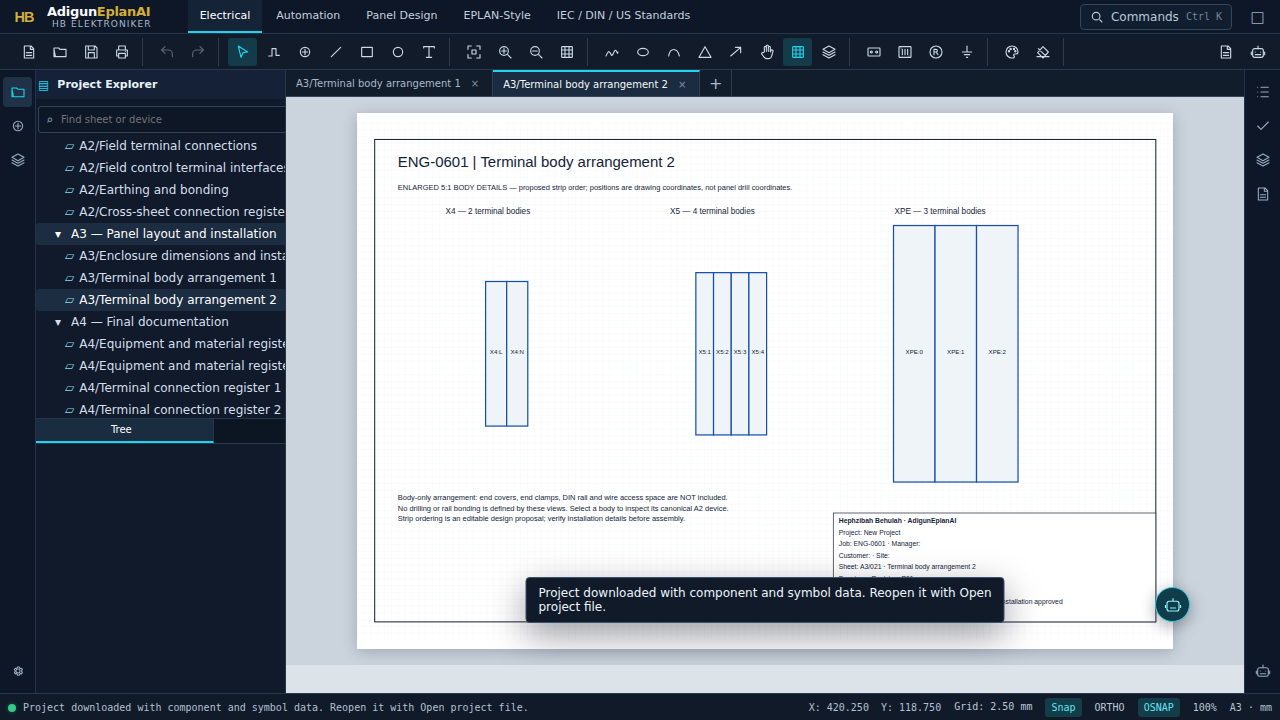 HB AdigunEplanAI
HB ELEKTRONIKER
Electrical Automation Panel Design EPLAN-Style IEC / DIN / US Standards
Commands Ctrl K
Project Explorer
Find sheet or device
A2/Field terminal connections
A2/Field control terminal interfaces
A2/Earthing and bonding
A2/Cross-sheet connection registe
A3 — Panel layout and installation
A3/Enclosure dimensions and insta
A3/Terminal body arrangement 1
A3/Terminal body arrangement 2
A4 — Final documentation
A4/Equipment and material registe
A4/Equipment and material registe
A4/Terminal connection register 1
A4/Terminal connection register 2
Tree
A3/Terminal body arrangement 1 ×
A3/Terminal body arrangement 2 ×
+
ENG-0601 | Terminal body arrangement 2
ENLARGED 5:1 BODY DETAILS — proposed strip order; positions are drawing coordinates, not panel drill coordinates.
X4 — 2 terminal bodies
X5 — 4 terminal bodies
XPE — 3 terminal bodies
X4:L X4:N
X5:1 X5:2 X5:3 X5:4
XPE:0 XPE:1 XPE:2
Body-only arrangement: end covers, end clamps, DIN rail and wire access space are NOT included.
No drilling or rail bonding is defined by these views. Select a body to inspect its canonical A2 device.
Strip ordering is an editable design proposal; verify installation details before assembly.
Hephzibah Behulah · AdigunEplanAI
Project: New Project
Job: ENG-0601 · Manager:
Customer: · Site:
Sheet: A3/021 · Terminal body arrangement 2
nstallation approved
Project downloaded with component and symbol data. Reopen it with Open
project file.
Project downloaded with component and symbol data. Reopen it with Open project file.
X: 420.250 Y: 118.750 Grid: 2.50 mm Snap ORTHO OSNAP 100% A3 · mm